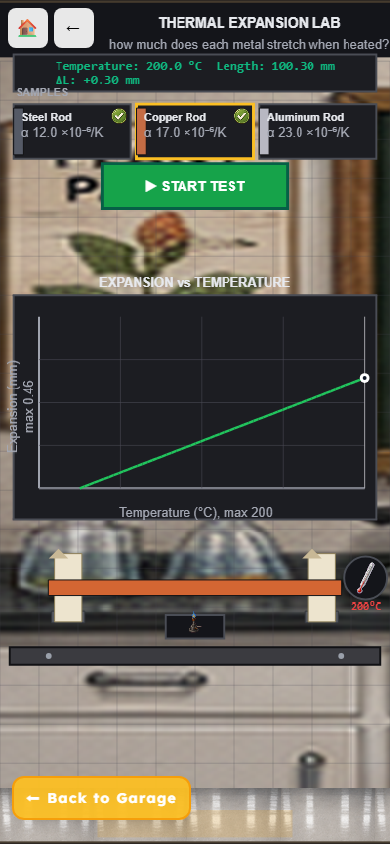 THERMAL EXPANSION LAB
how much does each metal stretch when heated?
Temperature: 200.0 °C Length: 100.30 mm
ΔL: +0.30 mm
SAMPLES
Steel Rod
α 12.0 ×10⁻⁶/K
Copper Rod
α 17.0 ×10⁻⁶/K
Aluminum Rod
α 23.0 ×10⁻⁶/K
▶ START TEST
EXPANSION vs TEMPERATURE
Expansion (mm)
max 0.46
Temperature (°C), max 200
200°C
← Back to Garage